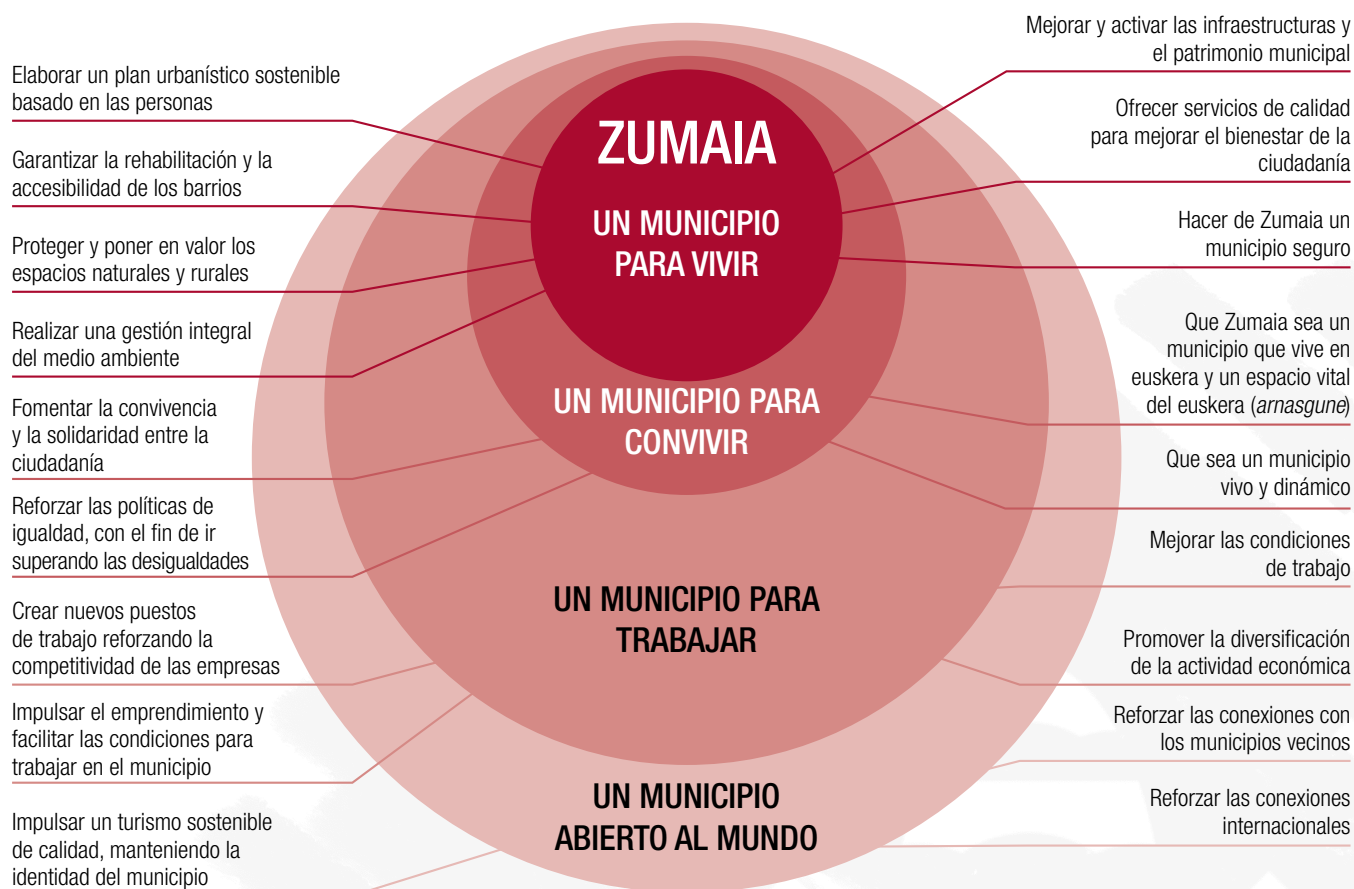 Elaborar un plan urbanístico sostenible
basado en las personas
Garantizar la rehabilitación y la
accesibilidad de los barrios
Proteger y poner en valor los
espacios naturales y rurales
Realizar una gestión integral
del medio ambiente
Fomentar la convivencia
y la solidaridad entre la
ciudadanía
Reforzar las políticas de
igualdad, con el fin de ir
superando las desigualdades
Crear nuevos puestos
de trabajo reforzando la
competitividad de las empresas
Impulsar el emprendimiento y
facilitar las condiciones para
trabajar en el municipio
Impulsar un turismo sostenible
de calidad, manteniendo la
identidad del municipio
ZUMAIA
UN MUNICIPIO
PARA VIVIR
UN MUNICIPIO PARA
CONVIVIR
UN MUNICIPIO PARA
TRABAJAR
UN MUNICIPIO
ABIERTO AL MUNDO
Mejorar y activar las infraestructuras y
el patrimonio municipal
Ofrecer servicios de calidad
para mejorar el bienestar de la
ciudadanía
Hacer de Zumaia un
municipio seguro
Que Zumaia sea un
municipio que vive en
euskera y un espacio vital
del euskera (arnasgune)
Que sea un municipio
vivo y dinámico
Mejorar las condiciones
de trabajo
Promover la diversificación
de la actividad económica
Reforzar las conexiones con
los municipios vecinos
Reforzar las conexiones
internacionales